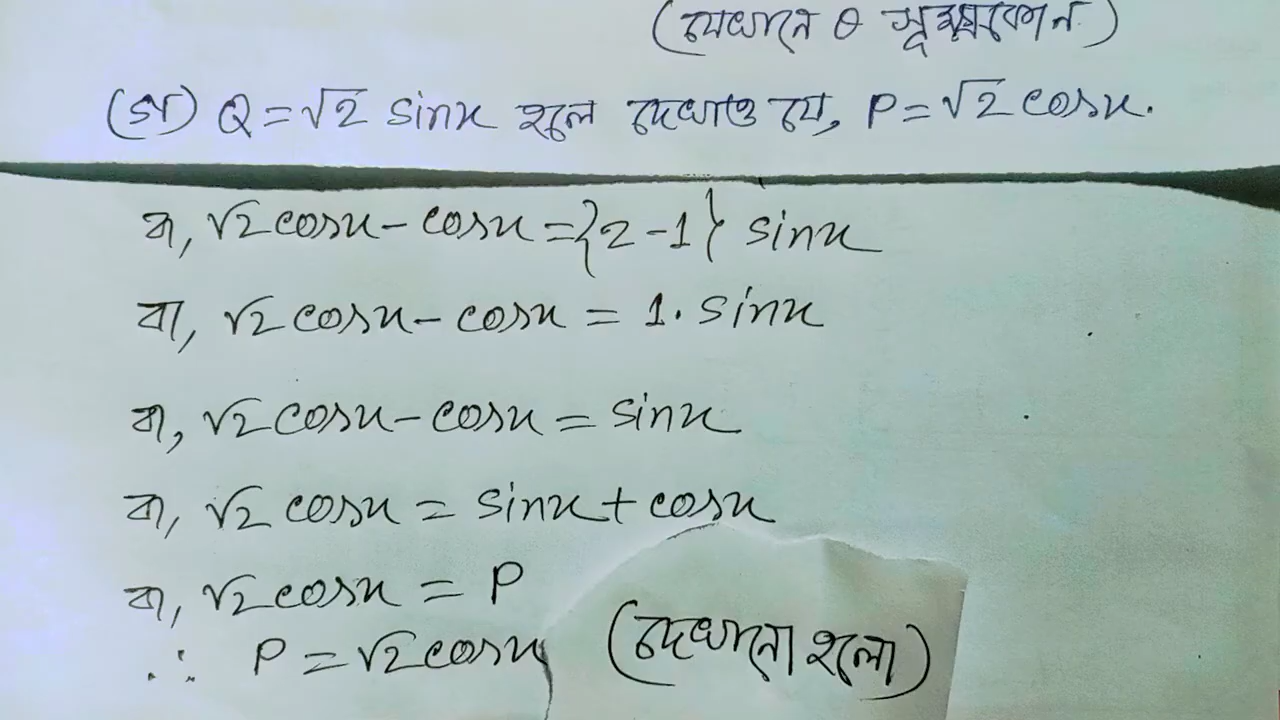 (যেখানে θ সূক্ষ্মকোন)
(গ) Q = √2 sinx হলে দেখাও যে, P = √2 cosx.
বা, √2 cosx - cosx = {2 - 1} sinx
বা, √2 cosx - cosx = 1. sinx
বা, √2 cosx - cosx = sinx
বা, √2 cosx = sinx + cosx
বা, √2 cosx = P
∴ P = √2 cosx (দেখানো হলো)